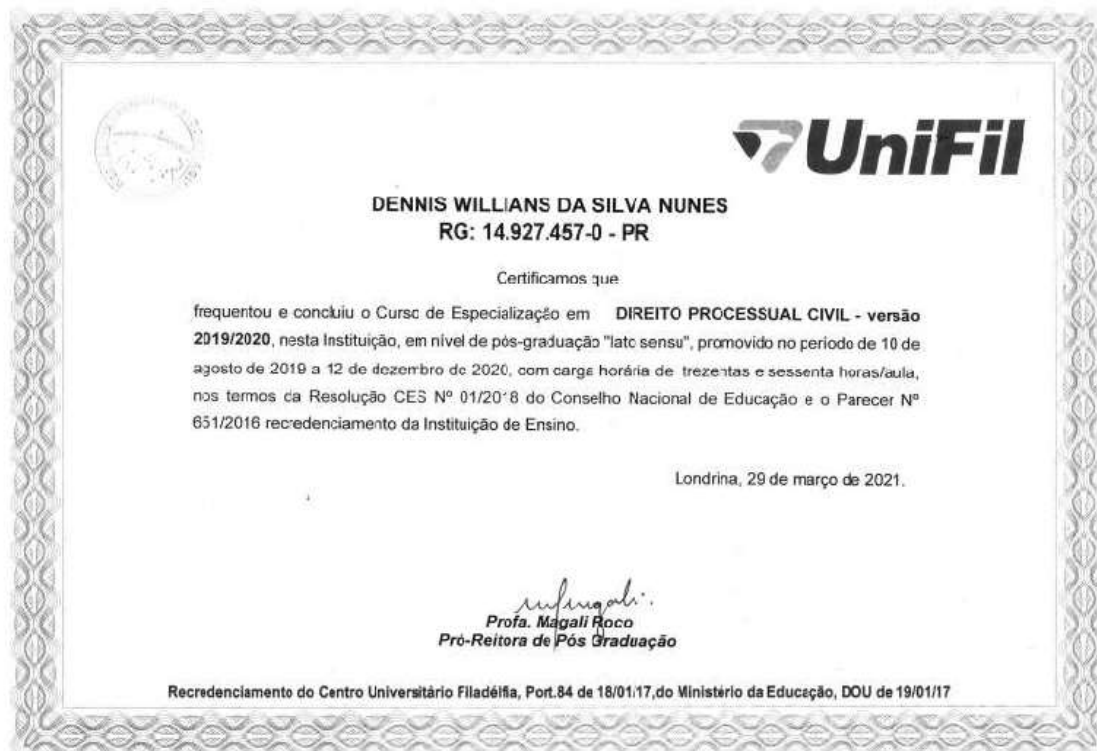 UniFil
DENNIS WILLIANS DA SILVA NUNES
RG: 14.927.457-0 - PR
Certificamos que
frequentou e concluiu o Curso de Especialização em DIREITO PROCESSUAL CIVIL - versão
2019/2020, nesta Instituição, em nível de pós-graduação "lato sensu", promovido no período de 10 de
agosto de 2019 a 12 de dezembro de 2020, com carga horária de trezentas e sessenta horas/aula,
nos termos da Resolução CES Nº 01/2018 do Conselho Nacional de Educação e o Parecer Nº
651/2016 recredenciamento da Instituição de Ensino.
Londrina, 29 de março de 2021.
Profa. Magali Roco
Pró-Reitora de Pós Graduação
Recredenciamento do Centro Universitário Filadélfia, Port.84 de 18/01/17,do Ministério da Educação, DOU de 19/01/17